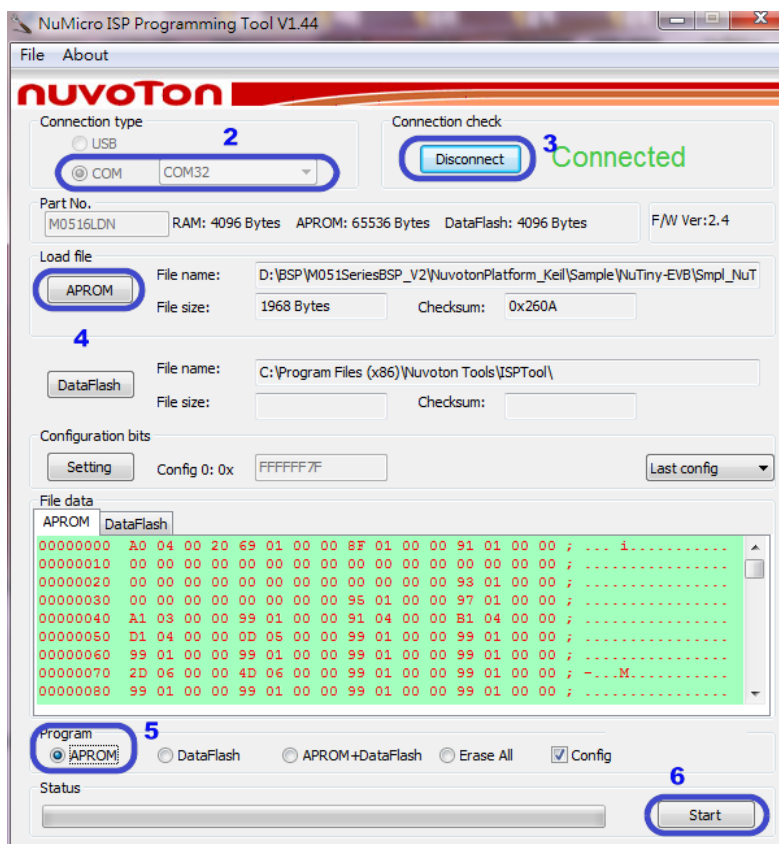 NuMicro ISP Programming Tool V1.44
File About
nuvoTon
Connection type
Connection check
USB
2
COM COM32
Disconnect
3
Connected
Part No.
M0516LDN RAM: 4096 Bytes APROM: 65536 Bytes DataFlash: 4096 Bytes F/W Ver:2.4
Load file
APROM
File name: D:\BSP\M051SeriesBSP_V2\NuvotonPlatform_Keil\Sample\NuTiny-EVB\Smpl_NuT
File size: 1968 Bytes Checksum: 0x260A
4
DataFlash
File name: C:\Program Files (x86)\Nuvoton Tools\ISPTool\
File size: Checksum:
Configuration bits
Setting Config 0: 0x FFFFFF7F Last config
File data
APROM DataFlash
00000000 A0 04 00 20 69 01 00 00 8F 01 00 00 91 01 00 00 ; ... i...........
00000010 00 00 00 00 00 00 00 00 00 00 00 00 00 00 00 00 ; ................
00000020 00 00 00 00 00 00 00 00 00 00 00 00 93 01 00 00 ; ................
00000030 00 00 00 00 00 00 00 00 95 01 00 00 97 01 00 00 ; ................
00000040 A1 03 00 00 99 01 00 00 91 04 00 00 B1 04 00 00 ; ................
00000050 D1 04 00 00 0D 05 00 00 99 01 00 00 99 01 00 00 ; ................
00000060 99 01 00 00 99 01 00 00 99 01 00 00 99 01 00 00 ; ................
00000070 2D 06 00 00 4D 06 00 00 99 01 00 00 99 01 00 00 ; -...M...........
00000080 99 01 00 00 99 01 00 00 99 01 00 00 99 01 00 00 ; ................
Program
5
APROM DataFlash APROM+DataFlash Erase All Config
Status
6
Start